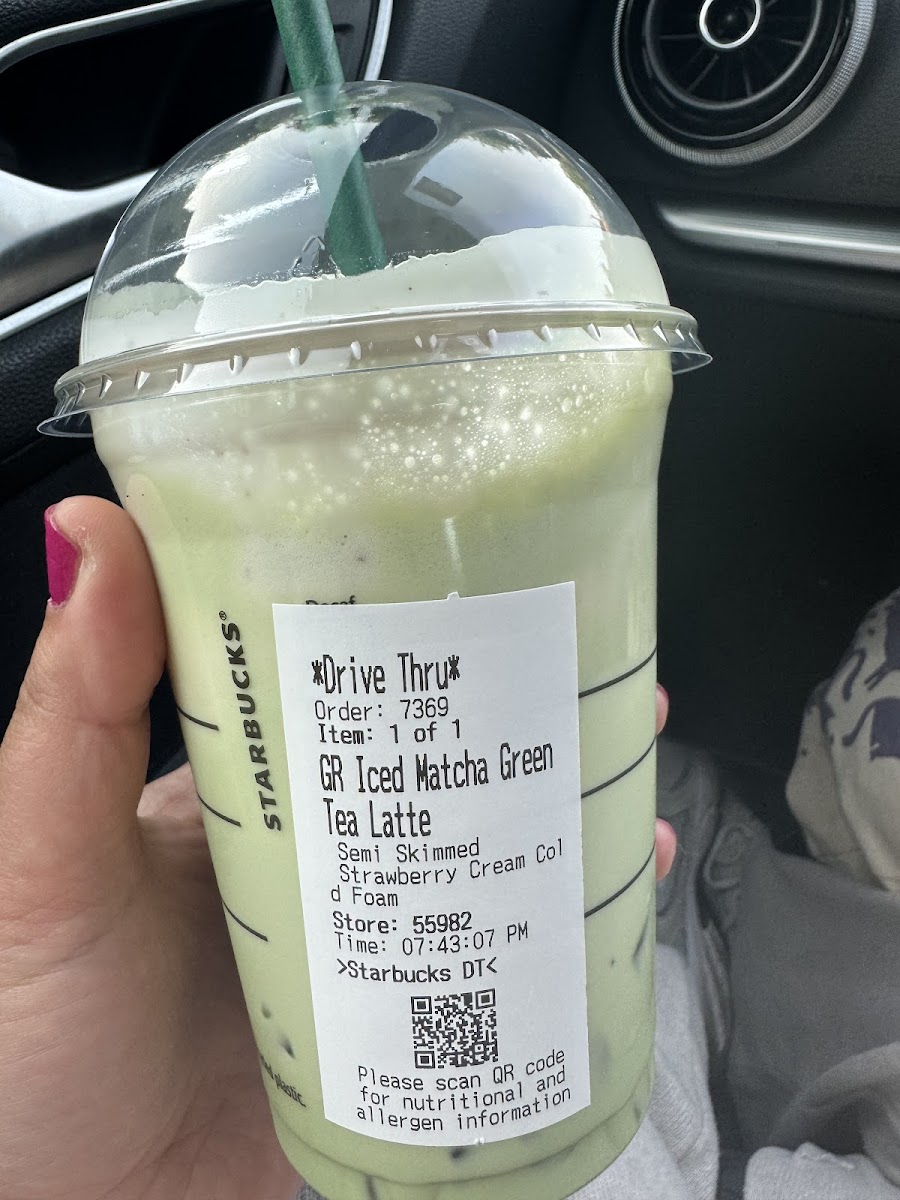 Decaf
STARBUCKS®
*Drive Thru*
Order: 7369
Item: 1 of 1
GR Iced Matcha Green
Tea Latte
Semi Skimmed
Strawberry Cream Col
d Foam
Store: 55982
Time: 07:43:07 PM
>Starbucks DT<
Please scan QR code
for nutritional and
allergen information
plastic.